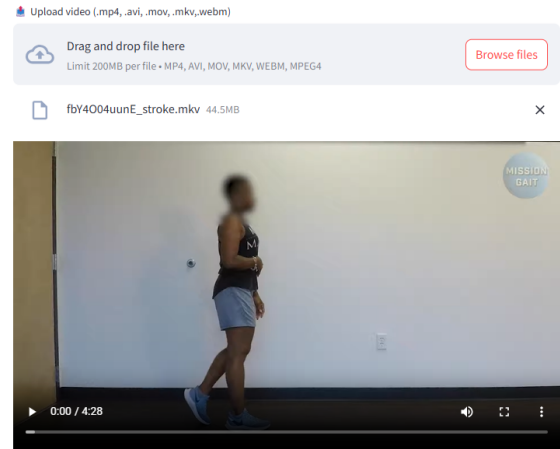 Upload video (.mp4, .avi, .mov, .mkv,.webm)
Drag and drop file here
Limit 200MB per file • MP4, AVI, MOV, MKV, WEBM, MPEG4
Browse files
fbY4O04uunE_stroke.mkv 44.5MB
MISSION
GAIT
0:00 / 4:28